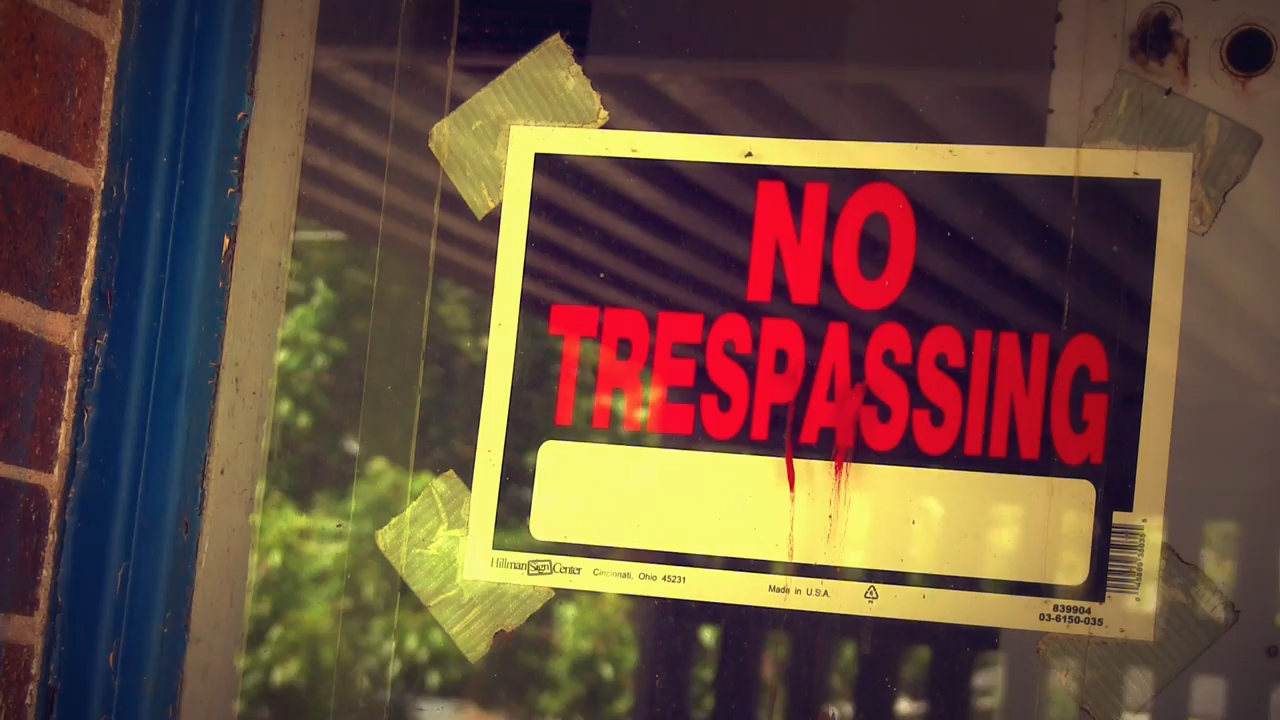 NO
TRESPASSING
Hillman Sign Center Cincinnati, Ohio 45231
Made in U.S.A.
839904
03-6150-035